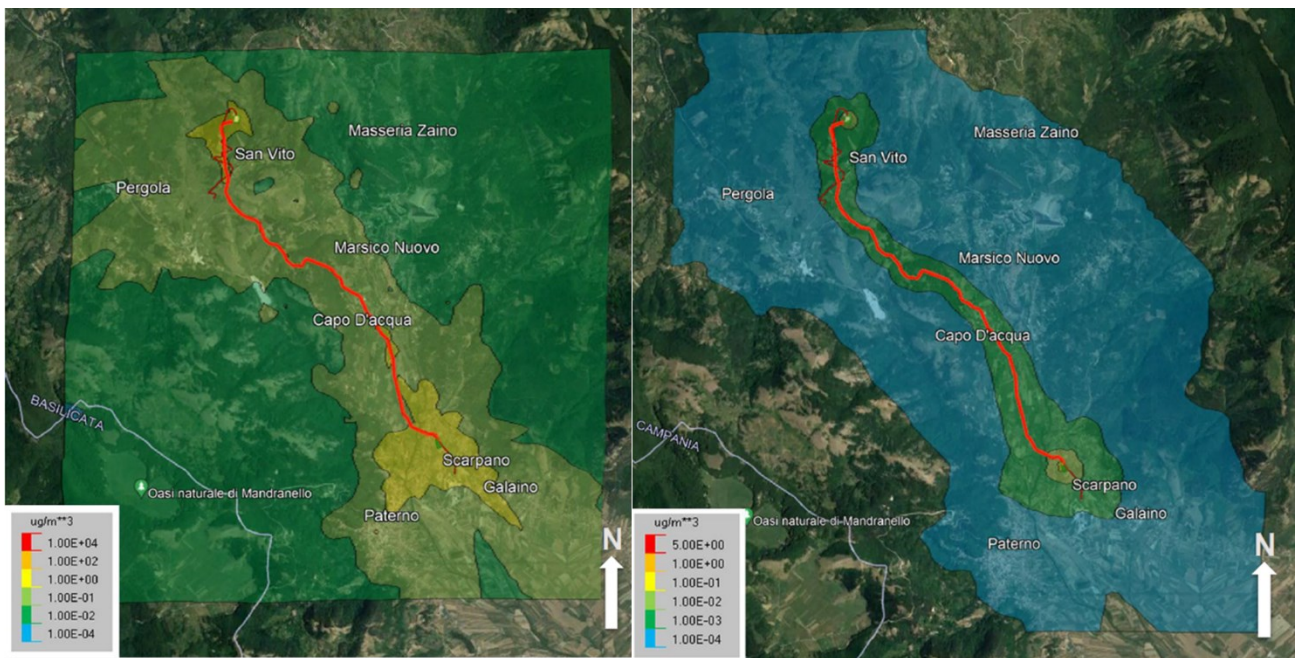 Masseria Zaino
San Vito
Pergola
Marsico Nuovo
Capo D'acqua
BASILICATA
Scarpano
Oasi naturale di Mandranello
Galaino
Paterno
ug/m**3
1.00E+04
1.00E+02
1.00E+00
1.00E-01
1.00E-02
1.00E-04
N
Masseria Zaino
San Vito
Pergola
Marsico Nuovo
Capo D'acqua
CAMPANIA
Scarpano
Galaino
Oasi naturale di Mandranello
Paterno
ug/m**3
5.00E+00
1.00E+00
1.00E-01
1.00E-02
1.00E-03
1.00E-04
N